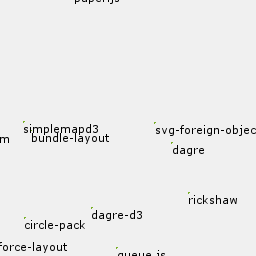 paperjs
simplemapd3
svg-foreign-objec
m
bundle-layout
dagre
rickshaw
dagre-d3
circle-pack
force-layout
queue.js